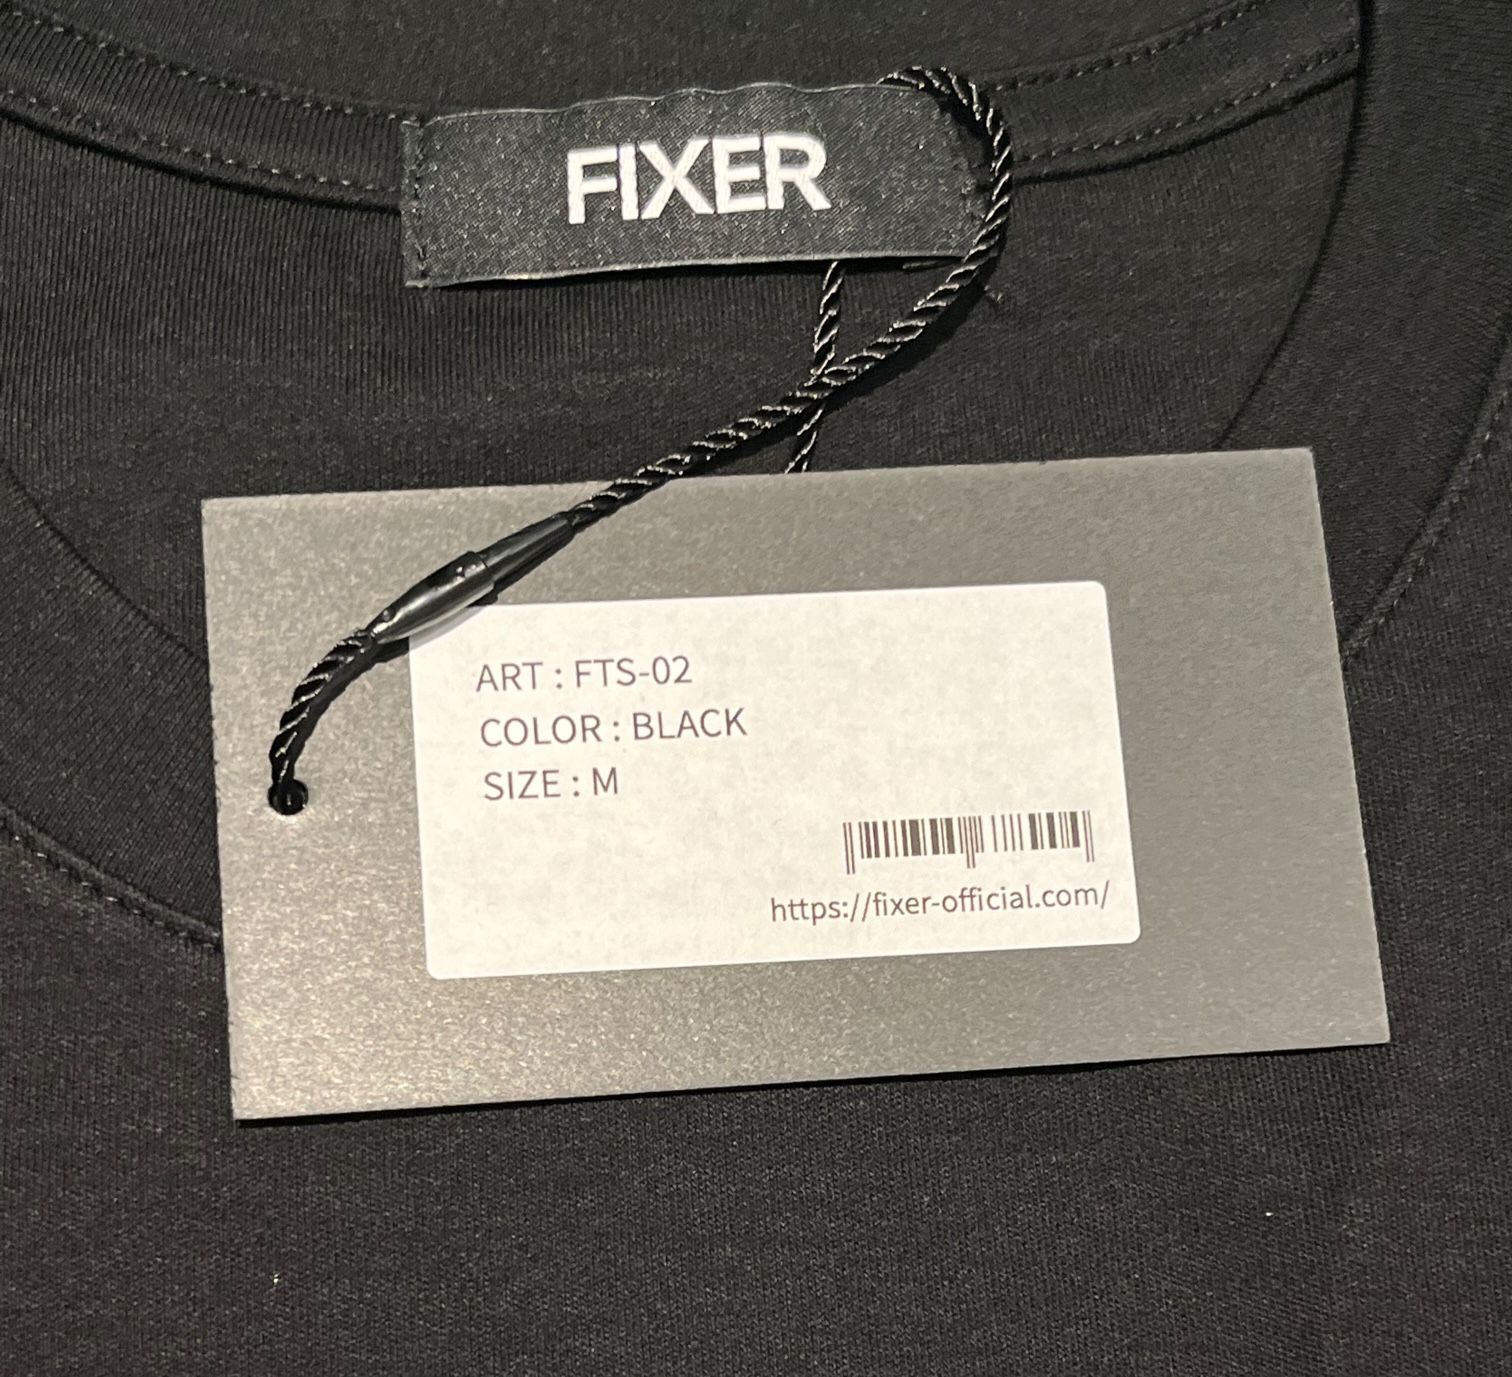 FIXER
ART : FTS-02
COLOR : BLACK
SIZE : M
https://fixer-official.com/